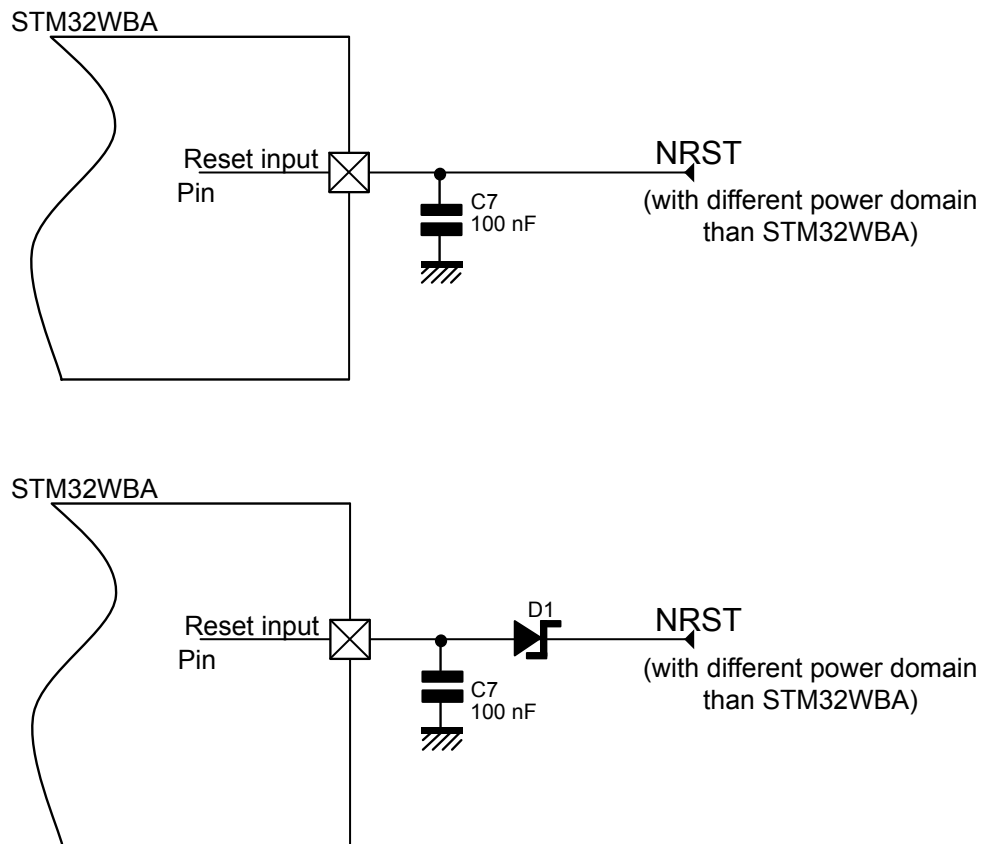 STM32WBA
Reset input
Pin
C7
100 nF
NRST
(with different power domain
than STM32WBA)
STM32WBA
Reset input
Pin
C7
100 nF
D1
NRST
(with different power domain
than STM32WBA)